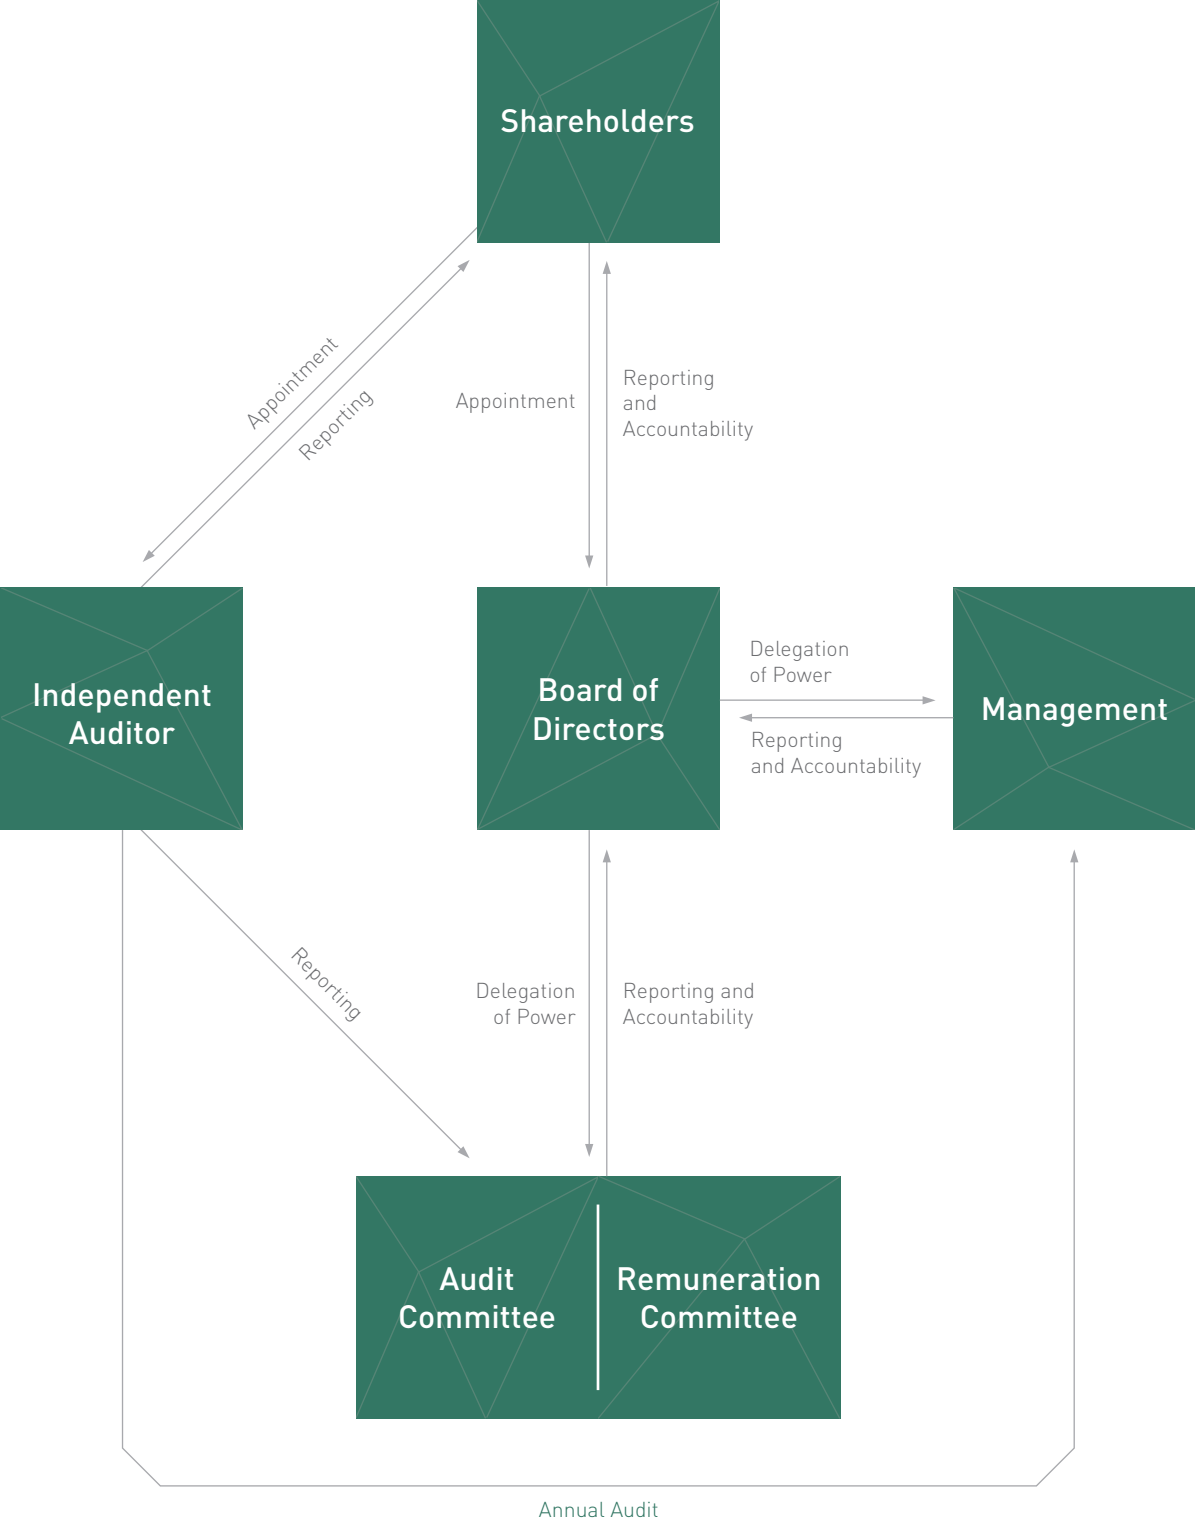 Shareholders
Appointment
Reporting
Appointment
Reporting
and
Accountability
Independent
Auditor
Board of
Directors
Delegation
of Power
Reporting
and Accountability
Management
Reporting
Delegation
of Power
Reporting and
Accountability
Audit
Committee
Remuneration
Committee
Annual Audit